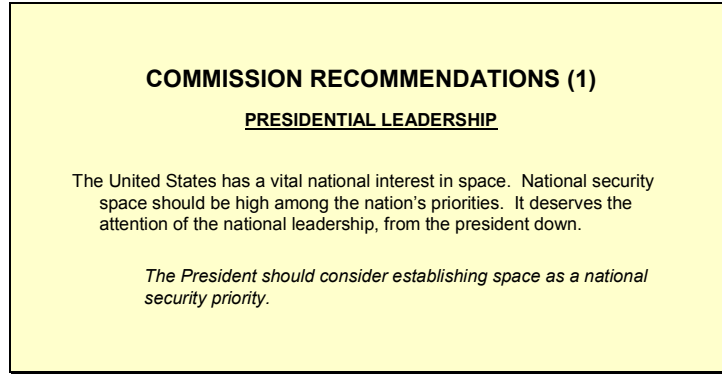 COMMISSION RECOMMENDATIONS (1)
PRESIDENTIAL LEADERSHIP
The United States has a vital national interest in space.  National security
space should be high among the nation’s priorities.  It deserves the
attention of the national leadership, from the president down.
The President should consider establishing space as a national
security priority.